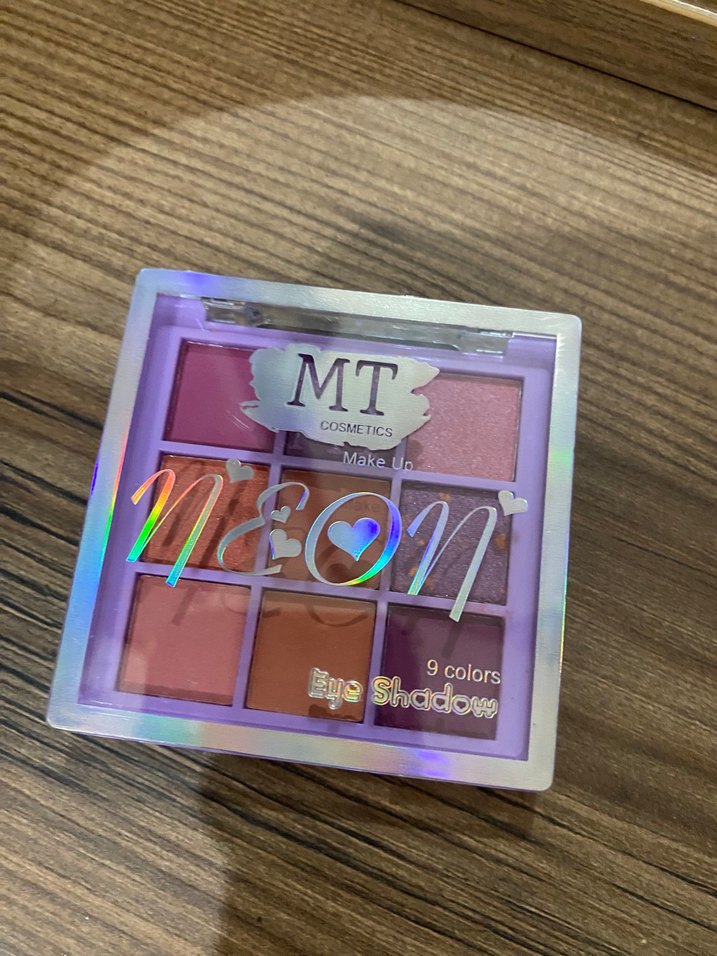 MT
COSMETICS
Make Up
NEON
9 colors
Eye Shadow